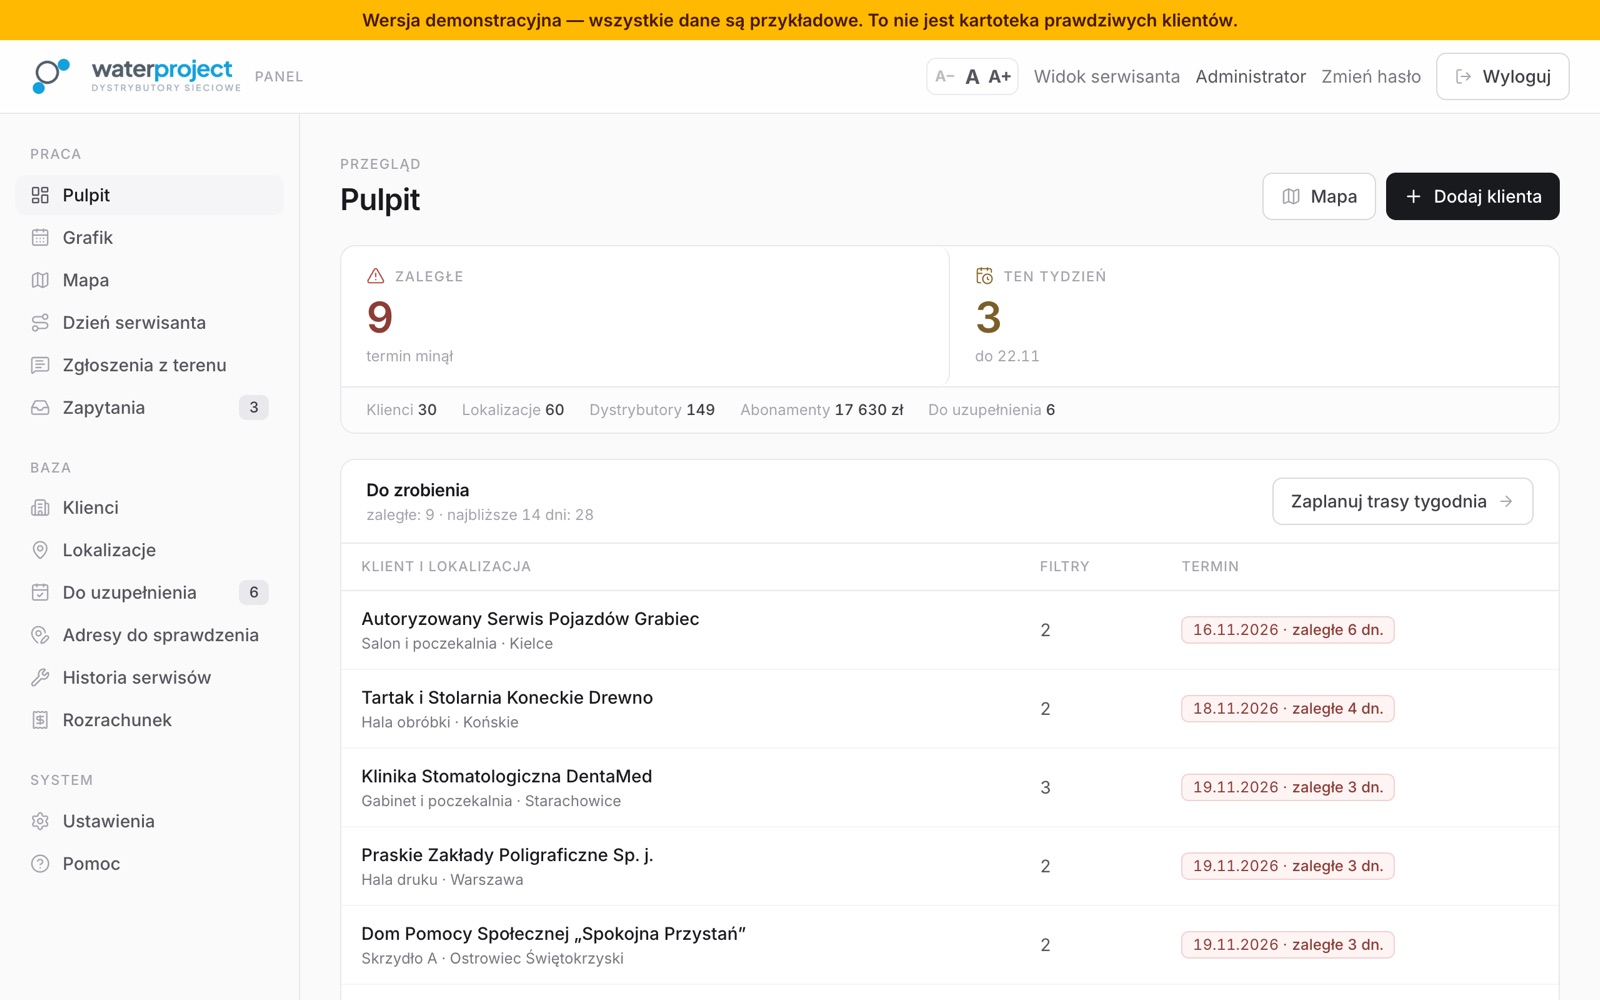 Wersja demonstracyjna — wszystkie dane są przykładowe. To nie jest kartoteka prawdziwych klientów.
waterproject
DYSTRYBUTORY SIECIOWE
PANEL
A− A A+
Widok serwisanta
Administrator
Zmień hasło
Wyloguj
PRACA
Pulpit
Grafik
Mapa
Dzień serwisanta
Zgłoszenia z terenu
Zapytania 3
BAZA
Klienci
Lokalizacje
Do uzupełnienia 6
Adresy do sprawdzenia
Historia serwisów
Rozrachunek
SYSTEM
Ustawienia
Pomoc
PRZEGLĄD
Pulpit
Mapa
+ Dodaj klienta
ZALEGŁE
9
termin minął
TEN TYDZIEŃ
3
do 22.11
Klienci 30 Lokalizacje 60 Dystrybutory 149 Abonamenty 17 630 zł Do uzupełnienia 6
Do zrobienia
zaległe: 9 · najbliższe 14 dni: 28
Zaplanuj trasy tygodnia →
KLIENT I LOKALIZACJA FILTRY TERMIN
Autoryzowany Serwis Pojazdów Grabiec
Salon i poczekalnia · Kielce
2
16.11.2026 · zaległe 6 dn.
Tartak i Stolarnia Koneckie Drewno
Hala obróbki · Końskie
2
18.11.2026 · zaległe 4 dn.
Klinika Stomatologiczna DentaMed
Gabinet i poczekalnia · Starachowice
3
19.11.2026 · zaległe 3 dn.
Praskie Zakłady Poligraficzne Sp. j.
Hala druku · Warszawa
2
19.11.2026 · zaległe 3 dn.
Dom Pomocy Społecznej „Spokojna Przystań”
Skrzydło A · Ostrowiec Świętokrzyski
2
19.11.2026 · zaległe 3 dn.